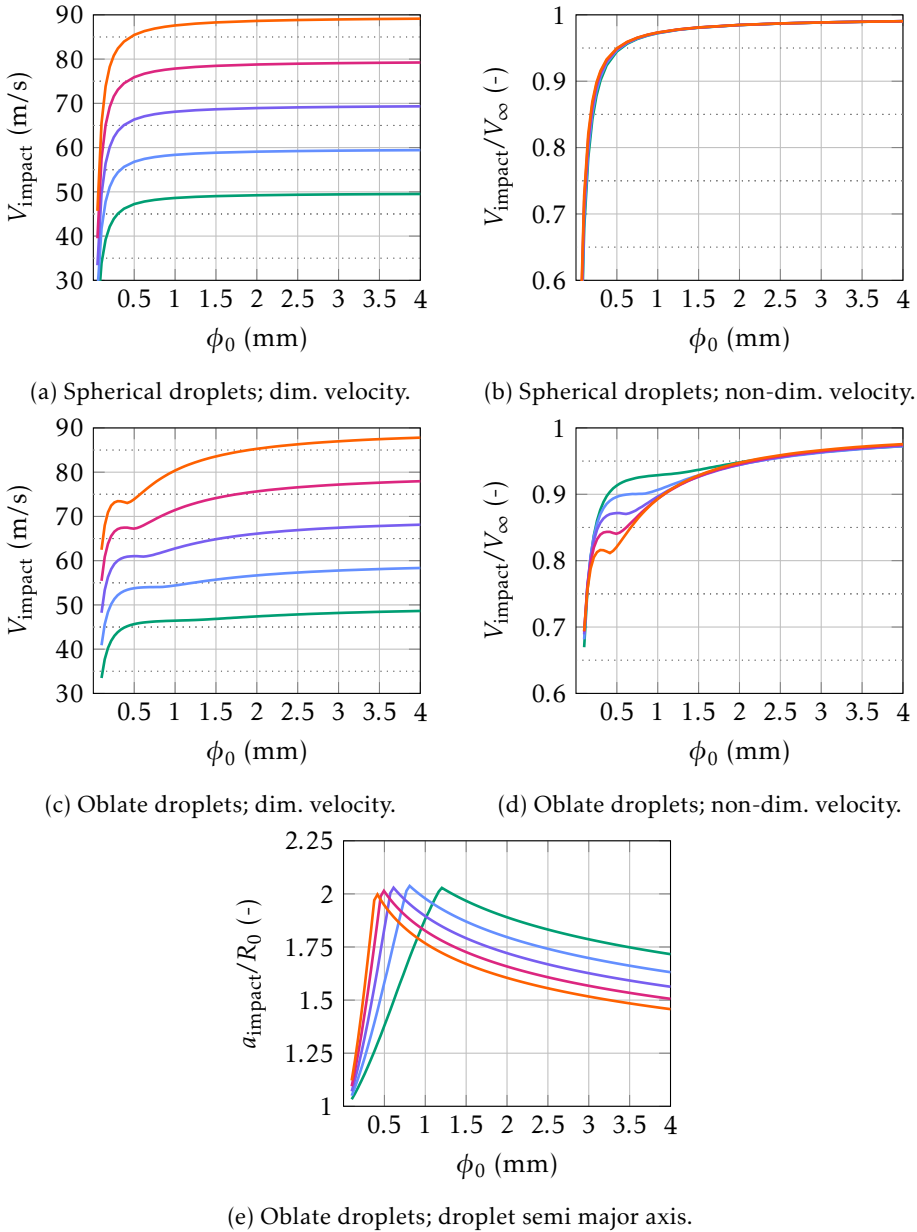 90
80
70
60
50
40
30
0.5 1 1.5 2 2.5 3 3.5 4
V_impact (m/s)
ϕ_0 (mm)
(a) Spherical droplets; dim. velocity.
1
0.9
0.8
0.7
0.6
0.5 1 1.5 2 2.5 3 3.5 4
V_impact/V_∞ (-)
ϕ_0 (mm)
(b) Spherical droplets; non-dim. velocity.
90
80
70
60
50
40
30
0.5 1 1.5 2 2.5 3 3.5 4
V_impact (m/s)
ϕ_0 (mm)
(c) Oblate droplets; dim. velocity.
1
0.9
0.8
0.7
0.6
0.5 1 1.5 2 2.5 3 3.5 4
V_impact/V_∞ (-)
ϕ_0 (mm)
(d) Oblate droplets; non-dim. velocity.
2.25
2
1.75
1.5
1.25
1
0.5 1 1.5 2 2.5 3 3.5 4
a_impact/R_0 (-)
ϕ_0 (mm)
(e) Oblate droplets; droplet semi major axis.